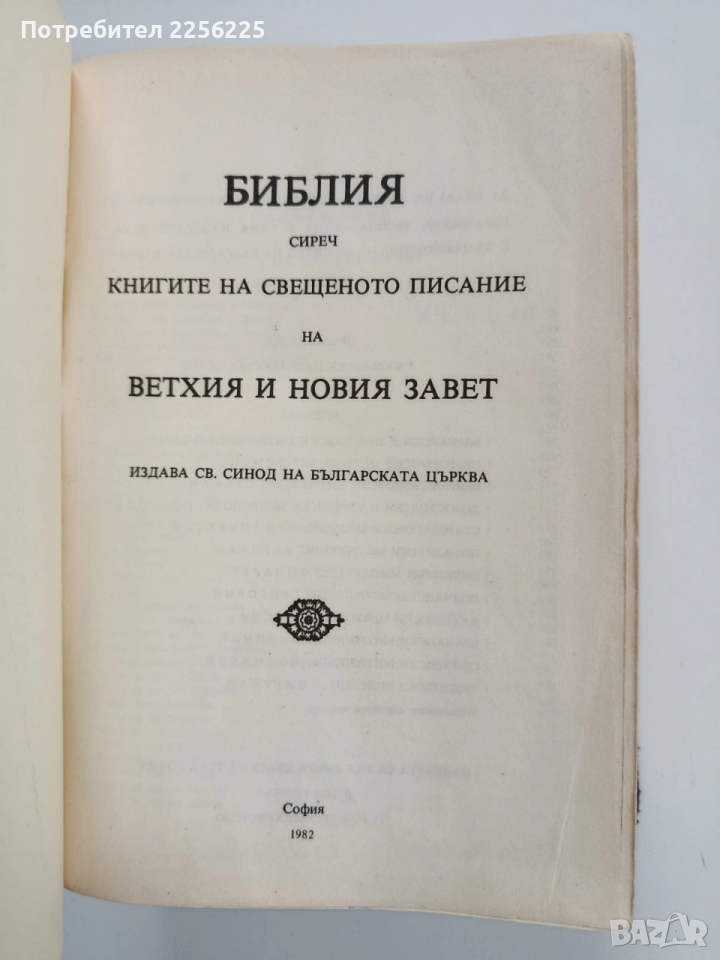 Потребител 2256225
БИБЛИЯ
СИРЕЧ
КНИГИТЕ НА СВЕЩЕНОТО ПИСАНИЕ
НА
ВЕТХИЯ И НОВИЯ ЗАВЕТ
ИЗДАВА СВ. СИНОД НА БЪЛГАРСКАТА ЦЪРКВА
София
1982
BAZAR